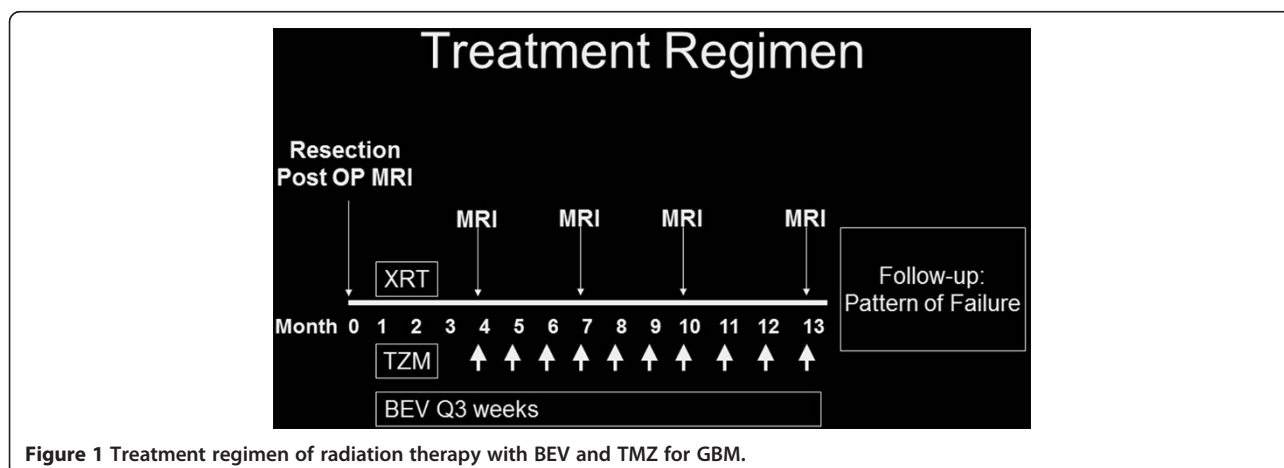 Treatment Regimen
Resection
Post OP MRI
MRI MRI MRI MRI
XRT
Follow-up:
Pattern of Failure
Month 0 1 2 3 4 5 6 7 8 9 10 11 12 13
TZM
BEV Q3 weeks
Figure 1 Treatment regimen of radiation therapy with BEV and TMZ for GBM.